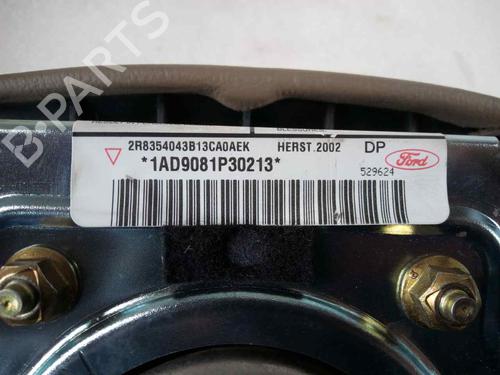 2R8354043B13CA0AEK HERST.2002 DP
*1AD9081P30213*
Ford
529624
B-PARTS